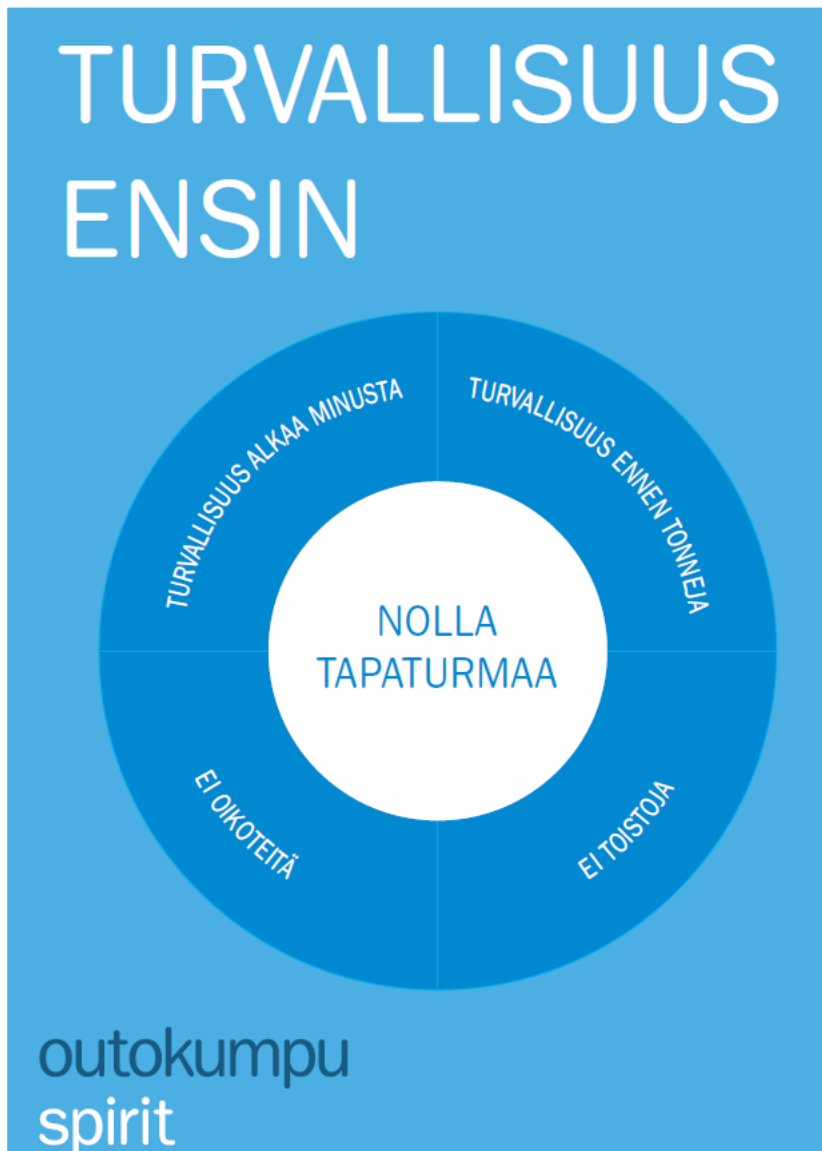 TURVALLISUUS
ENSIN
TURVALLISUUS ALKAA MINUSTA
TURVALLISUUS ENNEN TONNEJA
NOLLA
TAPATURMAA
EI OIKOTEITÄ
EI TOISTOJA
outokumpu
spirit